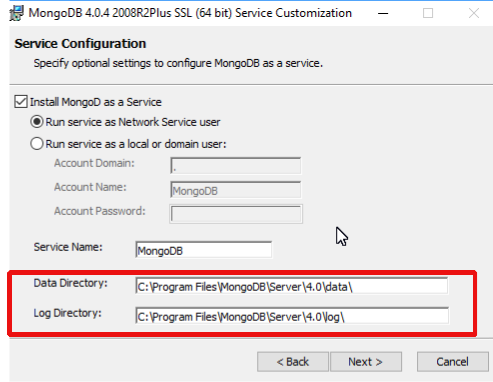 MongoDB 4.0.4 2008R2Plus SSL (64 bit) Service Customization
Service Configuration
Specify optional settings to configure MongoDB as a service.
Install MongoD as a Service
Run service as Network Service user
Run service as a local or domain user:
Account Domain: .
Account Name: MongoDB
Account Password:
Service Name: MongoDB
Data Directory: C:\Program Files\MongoDB\Server\4.0\data\
Log Directory: C:\Program Files\MongoDB\Server\4.0\log\
< Back Next > Cancel